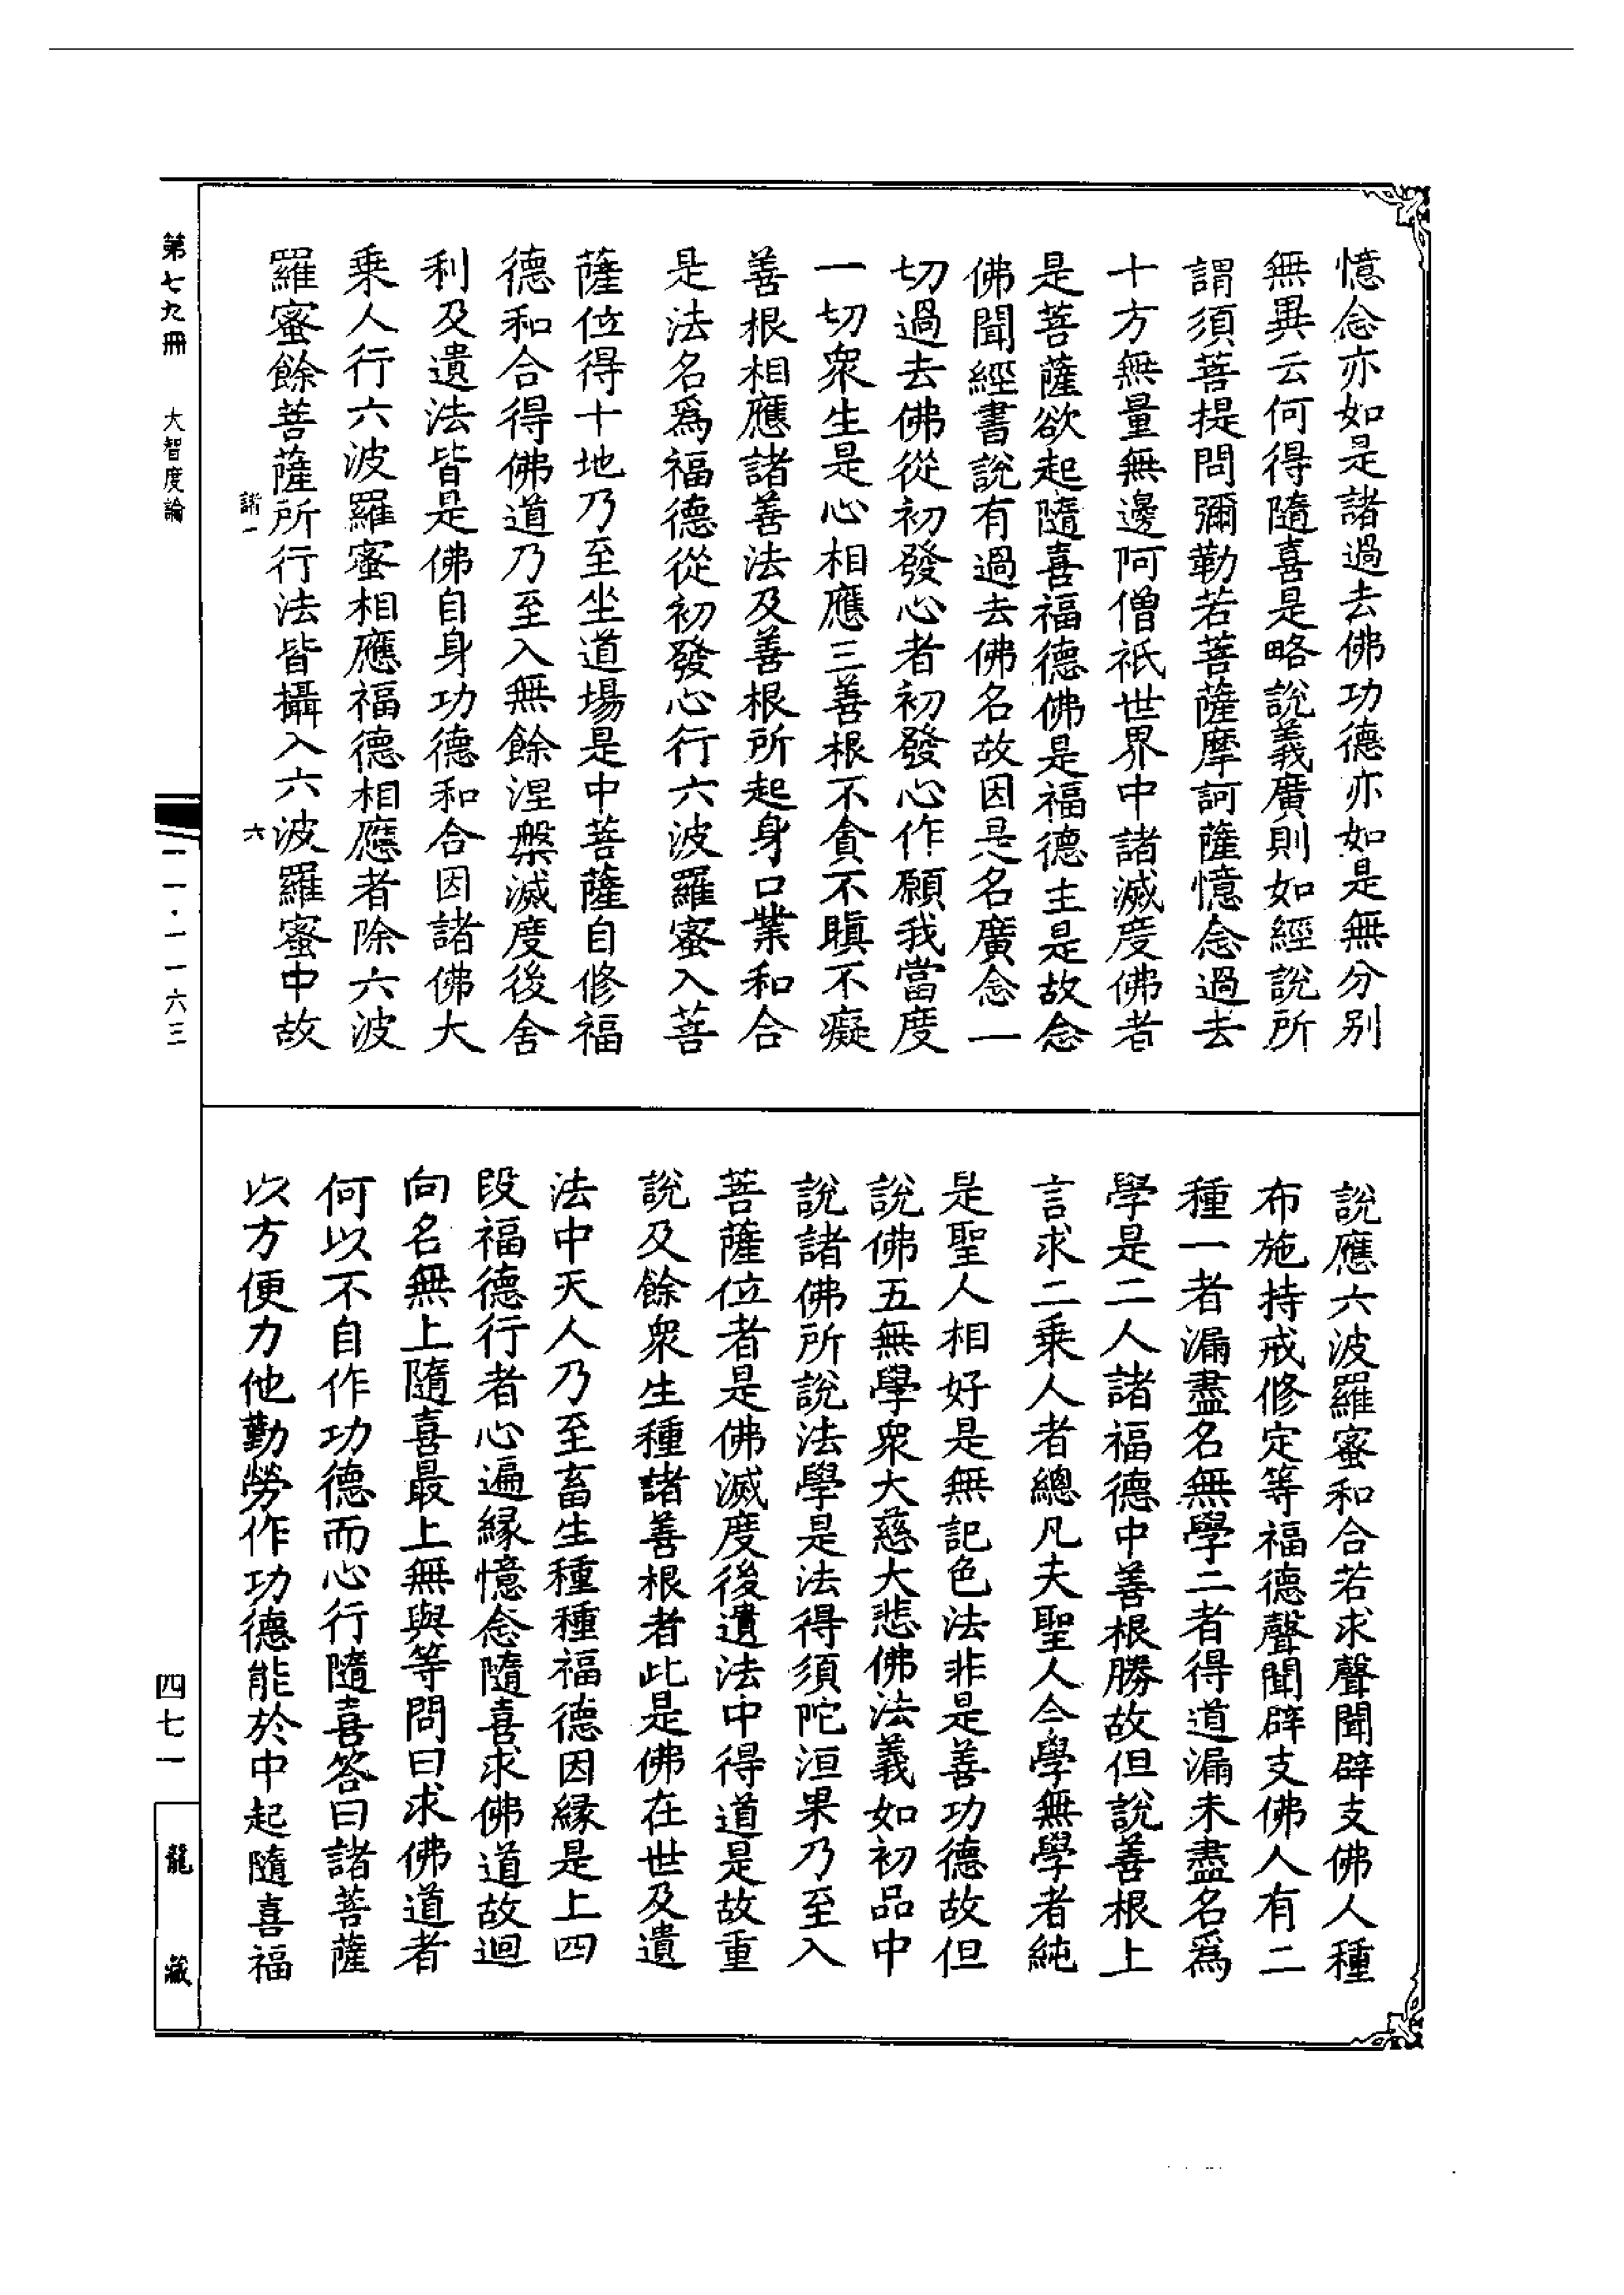 憶念亦如是諸過去佛功德亦如是無分別
無異云何得隨喜是略說義廣則如經說所
謂須菩提問彌勒若菩薩摩訶薩憶念過去
十方無量無邊阿僧祇世界中諸滅度佛者
是菩薩欲起隨喜福德佛是福德主是故念
佛聞經書說有過去佛名故因是名廣念一
切過去佛從初發心者初發心作願我當度
一切眾生是心相應三善根不貪不瞋不癡
善根相應諸善法及善根所起身口業和合
是法名為福德從初發心行六波羅蜜入菩
薩位得十地乃至坐道場是中菩薩自修福
德和合得佛道乃至入無餘涅槃滅度後舍
利及遺法皆是佛自身功德和合因諸佛大
乘人行六波羅蜜相應福德相應者除六波
羅蜜餘菩薩所行法皆攝入六波羅蜜中故
說應六波羅蜜和合若求聲聞辟支佛人種
布施持戒修定等福德聲聞辟支佛人有二
種一者漏盡名無學二者得道漏未盡名為
學是二人諸福德中善根勝故但說善根上
言求二乘人者總凡夫聖人今學無學者純
是聖人相好是無記色法非是善功德故但
說佛五無學眾大慈大悲佛法義如初品中
說諸佛所說法學是法得須陀洹果乃至入
菩薩位者是佛滅度後遺法中得道是故重
說及餘眾生種諸善根者此是佛在世及遺
法中天人乃至畜生種種福德因緣是上四
段福德行者心遍緣憶念隨喜求佛道故迴
向名無上隨喜最上無與等問曰求佛道者
何以不自作功德而心行隨喜答曰諸菩薩
以方便力他勤勞作功德能於中起隨喜福
第七九冊 大智度論
諸一 六
一一·一一六三
四七一
龍藏